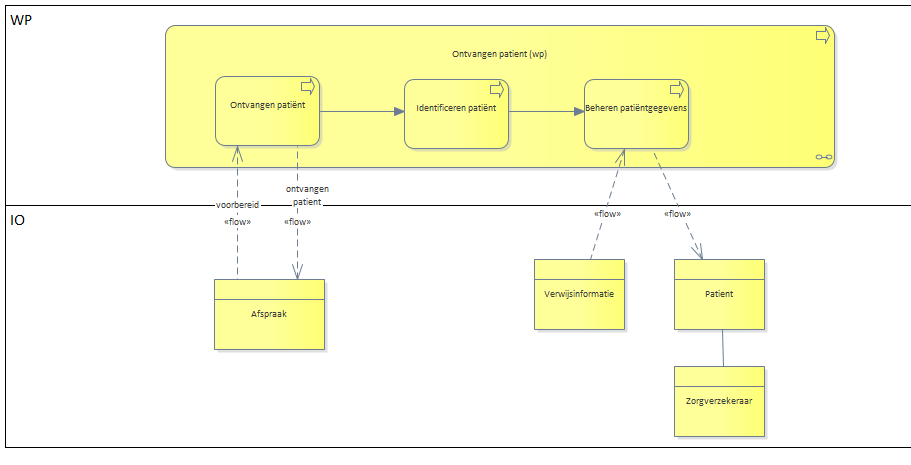 WP
Ontvangen patient (wp)
Ontvangen patiënt
Identificeren patiënt
Beheren patiëntgegevens
voorbereid
«flow»
ontvangen
patient
«flow»
«flow»
«flow»
IO
Afspraak
Verwijsinformatie
Patient
Zorgverzekeraar